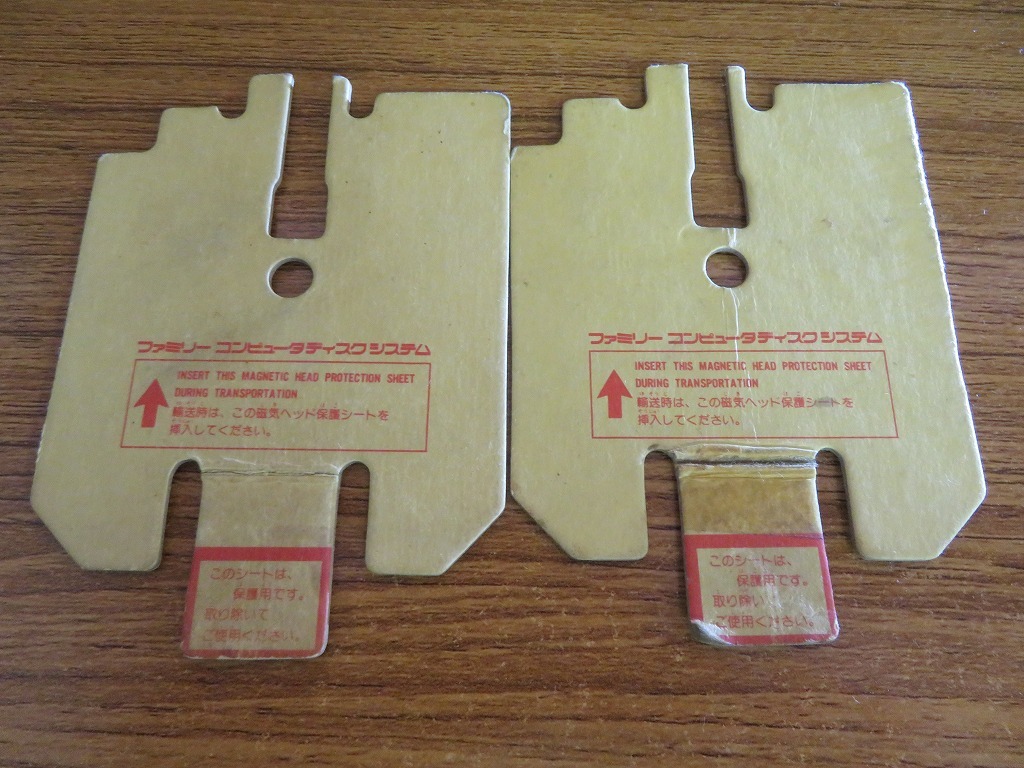 ファミリー コンピュータ ディスク システム
INSERT THIS MAGNETIC HEAD PROTECTION SHEET
DURING TRANSPORTATION
輸送時は、この磁気ヘッド保護シートを
挿入してください。
このシートは、
保護用です。
取り除いて
ご使用ください。
ファミリー コンピュータ ディスク システム
INSERT THIS MAGNETIC HEAD PROTECTION SHEET
DURING TRANSPORTATION
輸送時は、この磁気ヘッド保護シートを
挿入してください。
このシートは、
保護用です。
取り除い
ご使用ください。